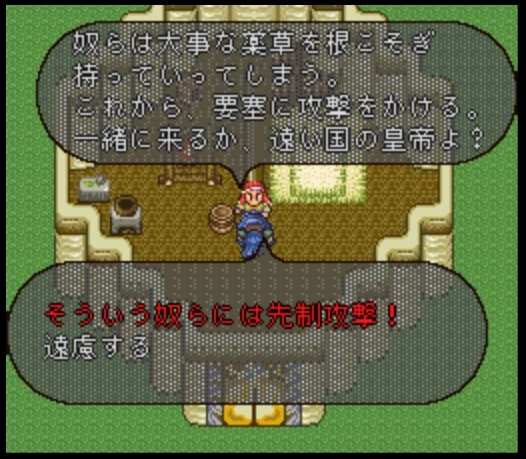 奴らは大事な薬草を根こそぎ
持っていってしまう。
これから、要塞に攻撃をかける。
一緒に来るか、遠い国の皇帝よ?
そういう奴らには先制攻撃!
遠慮する